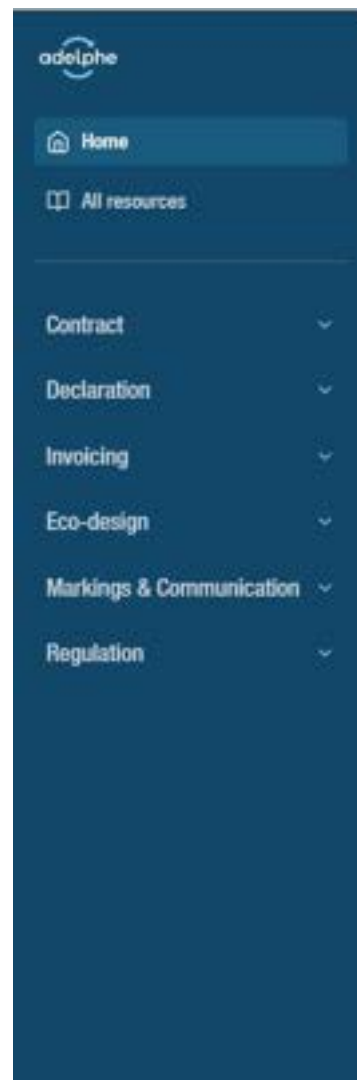 adelphe
Home
All resources
Contract
Declaration
Invoicing
Eco-design
Markings & Communication
Regulation